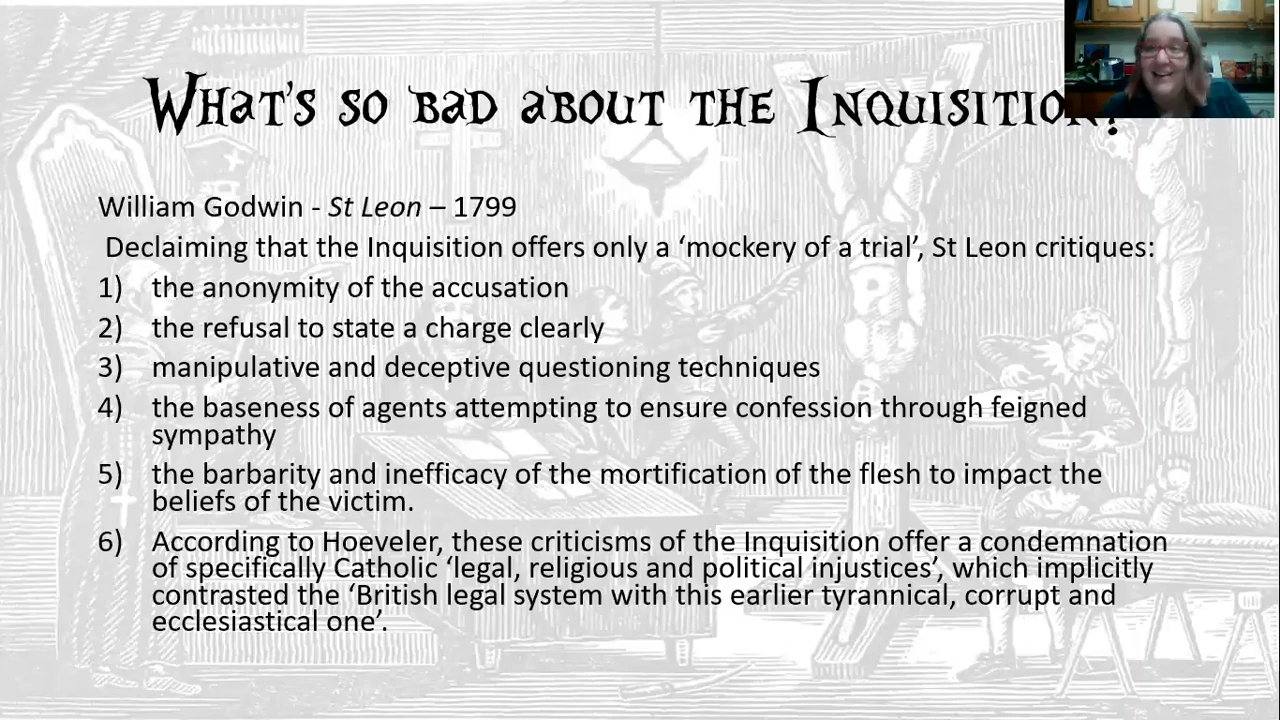 What's so bad about the Inquisition?
William Godwin - St Leon – 1799
Declaiming that the Inquisition offers only a ‘mockery of a trial’, St Leon critiques:
1) the anonymity of the accusation
2) the refusal to state a charge clearly
3) manipulative and deceptive questioning techniques
4) the baseness of agents attempting to ensure confession through feigned
sympathy
5) the barbarity and inefficacy of the mortification of the flesh to impact the
beliefs of the victim.
6) According to Hoeveler, these criticisms of the Inquisition offer a condemnation
of specifically Catholic ‘legal, religious and political injustices’, which implicitly
contrasted the ‘British legal system with this earlier tyrannical, corrupt and
ecclesiastical one’.